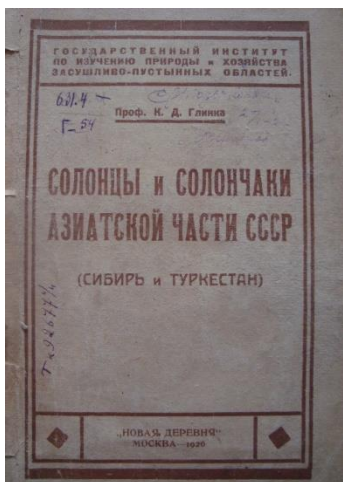 ГОСУДАРСТВЕННЫЙ ИНСТИТУТ
ПО ИЗУЧЕНИЮ ПРИРОДЫ и ХОЗЯЙСТВА
ЗАСУШЛИВО-ПУСТЫННЫХ ОБЛАСТЕЙ.
Проф. К. Д. Глинка
Г-54
СОЛОНЦЫ и СОЛОНЧАКИ
АЗИАТСКОЙ ЧАСТИ СССР
(СИБИРЬ и ТУРКЕСТАН)
„НОВАЯ ДЕРЕВНЯ"
МОСКВА—1926